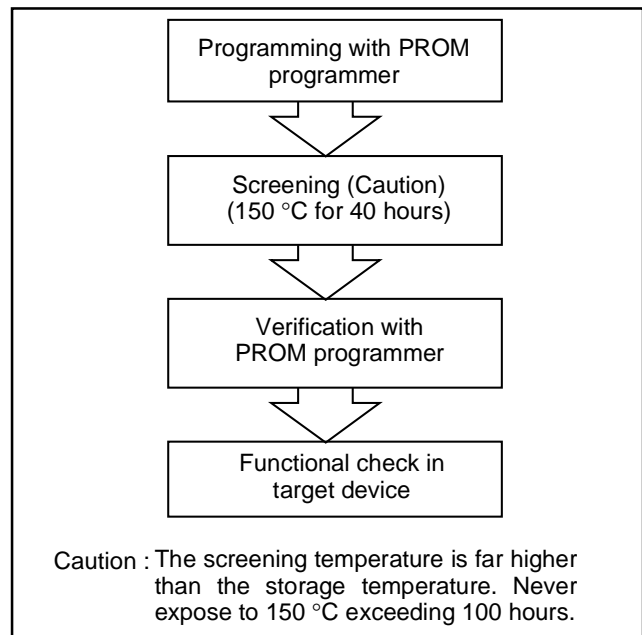 Programming with PROM
programmer
Screening (Caution)
(150 °C for 40 hours)
Verification with
PROM programmer
Functional check in
target device
Caution : The screening temperature is far higher
than the storage temperature. Never
expose to 150 °C exceeding 100 hours.